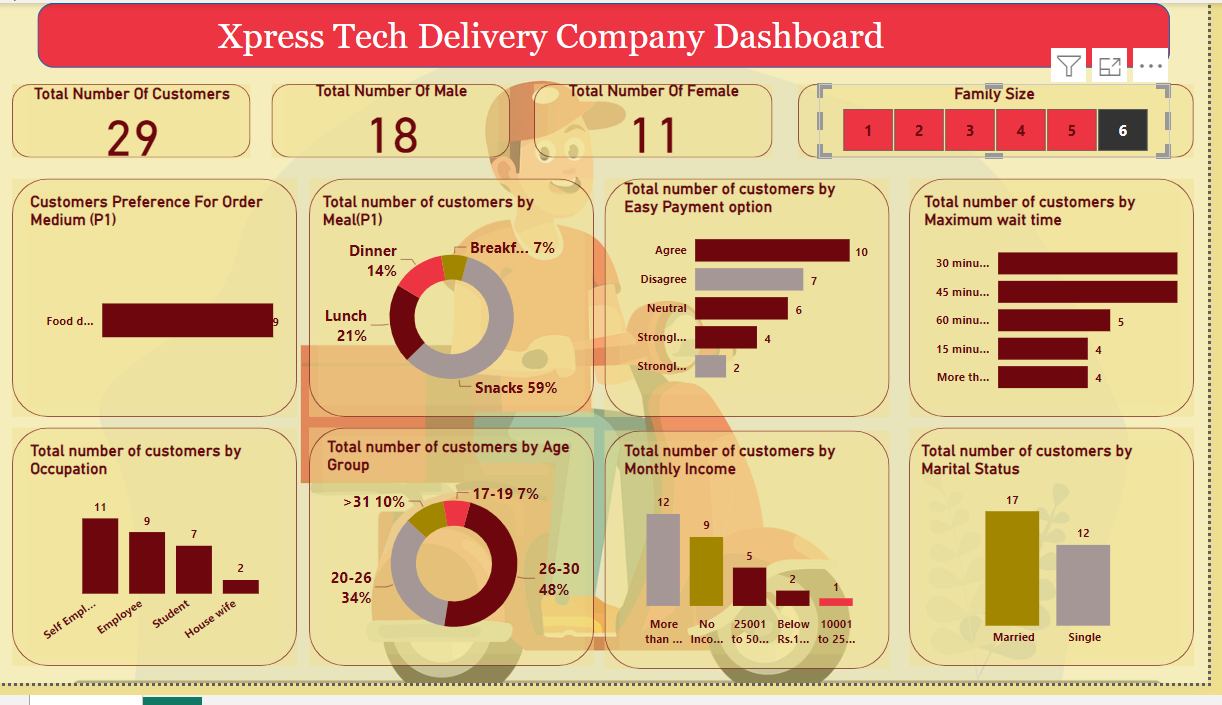 Xpress Tech Delivery Company Dashboard
Total Number Of Customers
29
Total Number Of Male
18
Total Number Of Female
11
Family Size
1 2 3 4 5 6
Customers Preference For Order
Medium (P1)
Food d... 9
Total number of customers by
Meal(P1)
Breakf... 7%
Dinner
14%
Lunch
21%
Snacks 59%
Total number of customers by
Easy Payment option
Agree 10
Disagree 7
Neutral 6
Strongl... 4
Strongl... 2
Total number of customers by
Maximum wait time
30 minu...
45 minu...
60 minu... 5
15 minu... 4
More th... 4
Total number of customers by
Occupation
11
9
7
2
Self Empl...
Employee
Student
House wife
Total number of customers by Age
Group
>31 10%
17-19 7%
20-26
34%
26-30
48%
Total number of customers by
Monthly Income
12
9
5
2
1
More No 25001 Below 10001
than ... Inco... to 50... Rs.1... to 25...
Total number of customers by
Marital Status
17
12
Married Single